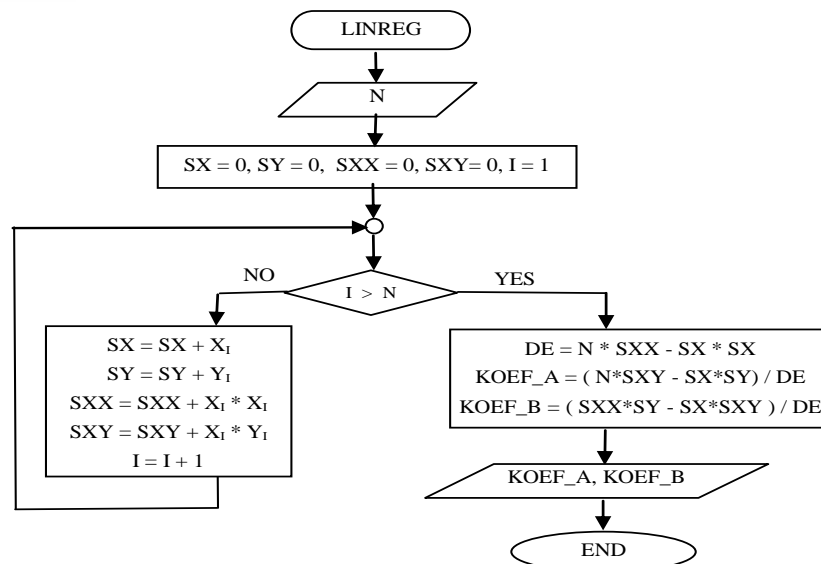 LINREG
N
SX = 0, SY = 0, SXX = 0, SXY= 0, I = 1
I > N
NO
YES
SX = SX + X_I
SY = SY + Y_I
SXX = SXX + X_I * X_I
SXY = SXY + X_I * Y_I
I = I + 1
DE = N * SXX - SX * SX
KOEF_A = ( N*SXY - SX*SY) / DE
KOEF_B = ( SXX*SY - SX*SXY ) / DE
KOEF_A, KOEF_B
END